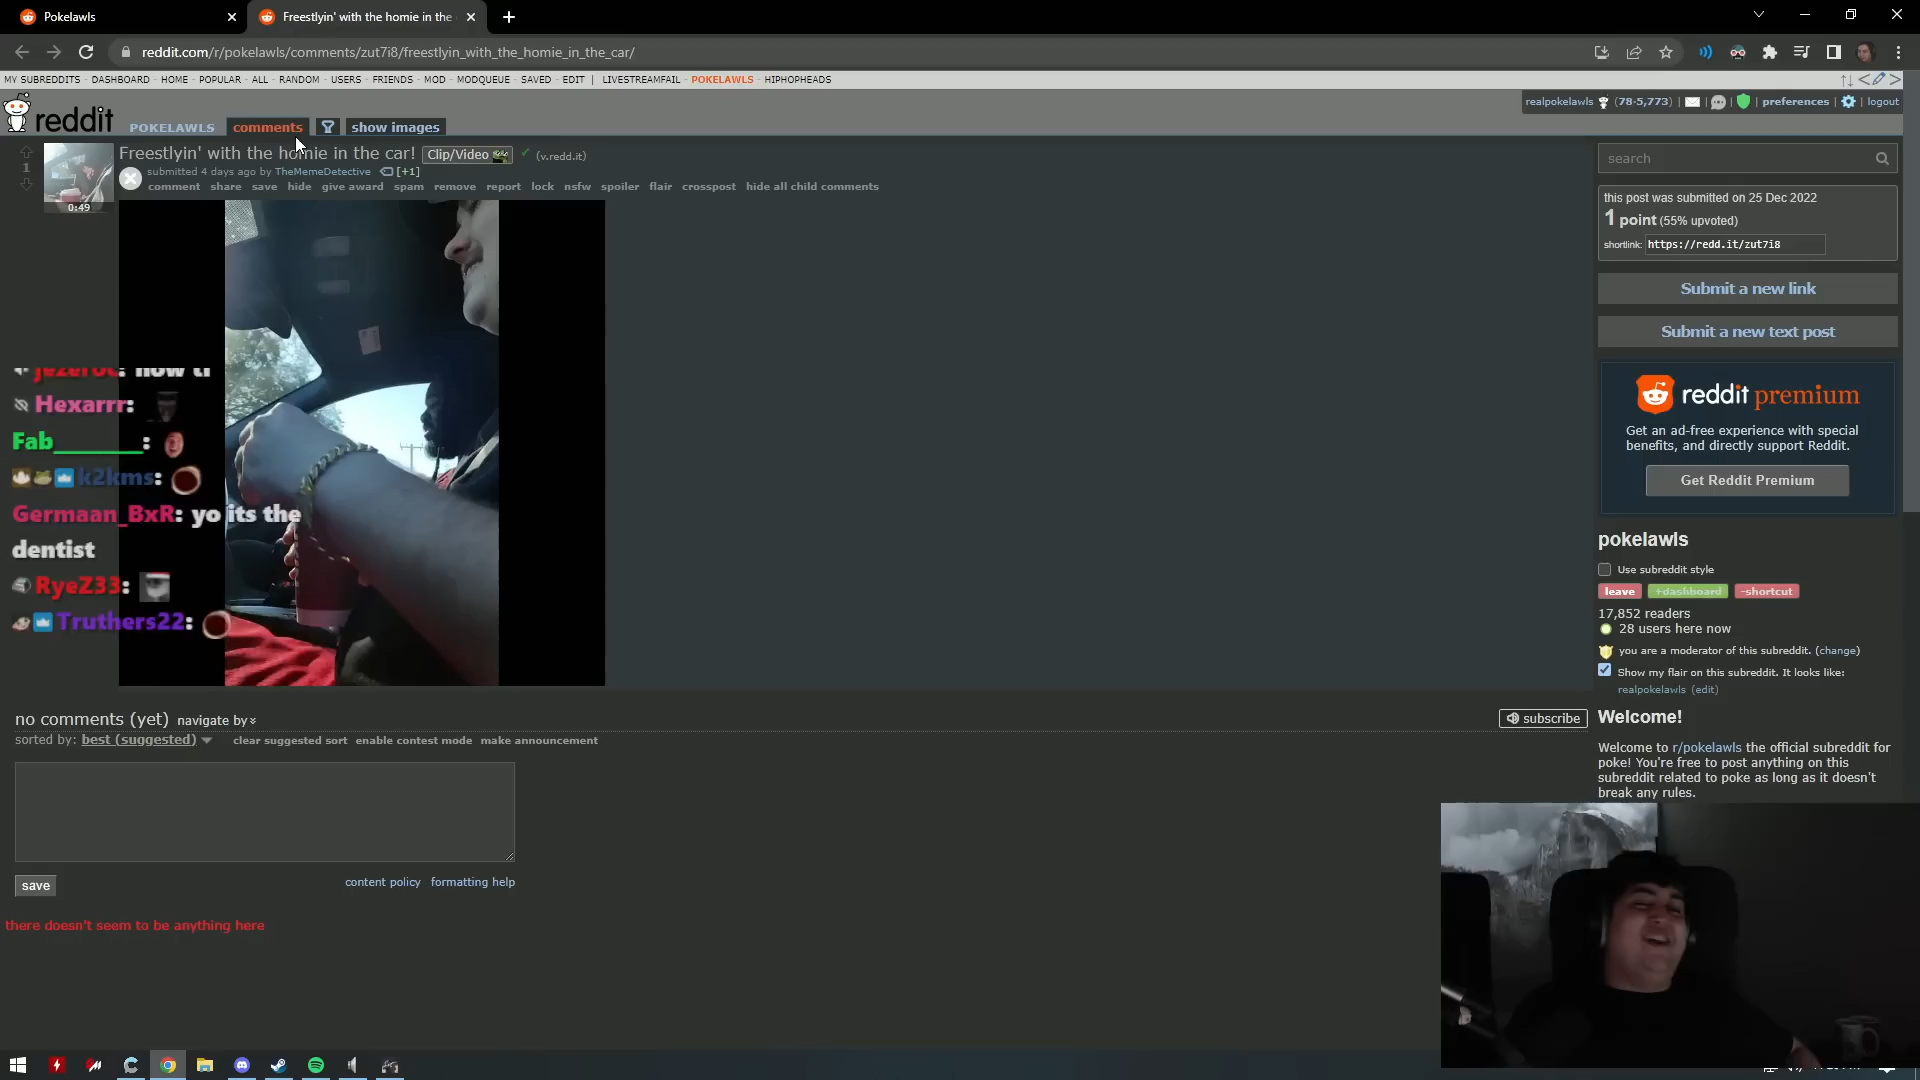 Pokelawls
Freestlyin' with the homie in the
reddit.com/r/pokelawls/comments/zut7i8/freestlyin_with_the_homie_in_the_car/
MY SUBREDDITS - DASHBOARD - HOME - POPULAR - ALL - RANDOM - USERS - FRIENDS - MOD - MODQUEUE - SAVED - EDIT | LIVESTREAMFAIL - POKELAWLS - HIPHOPHEADS
realpokelawls (78·5,773) | | | | preferences | | logout
reddit POKELAWLS comments show images
Freestlyin' with the homie in the car! Clip/Video (v.redd.it)
submitted 4 days ago by TheMemeDetective [+1]
1
comment share save hide give award spam remove report lock nsfw spoiler flair crosspost hide all child comments
0:49
Hexarrr:
Fab_______:
k2kms:
Germaan_BxR: yo its the
dentist
RyeZ33:
Truthers22:
no comments (yet) navigate by
sorted by: best (suggested) clear suggested sort enable contest mode make announcement
subscribe
save
content policy formatting help
there doesn't seem to be anything here
search
this post was submitted on 25 Dec 2022
1 point (55% upvoted)
shortlink: https://redd.it/zut7i8
Submit a new link
Submit a new text post
reddit premium
Get an ad-free experience with special
benefits, and directly support Reddit.
Get Reddit Premium
pokelawls
Use subreddit style
leave +dashboard -shortcut
17,852 readers
28 users here now
you are a moderator of this subreddit. (change)
Show my flair on this subreddit. It looks like:
realpokelawls (edit)
Welcome!
Welcome to r/pokelawls the official subreddit for
poke! You're free to post anything on this
subreddit related to poke as long as it doesn't
break any rules.